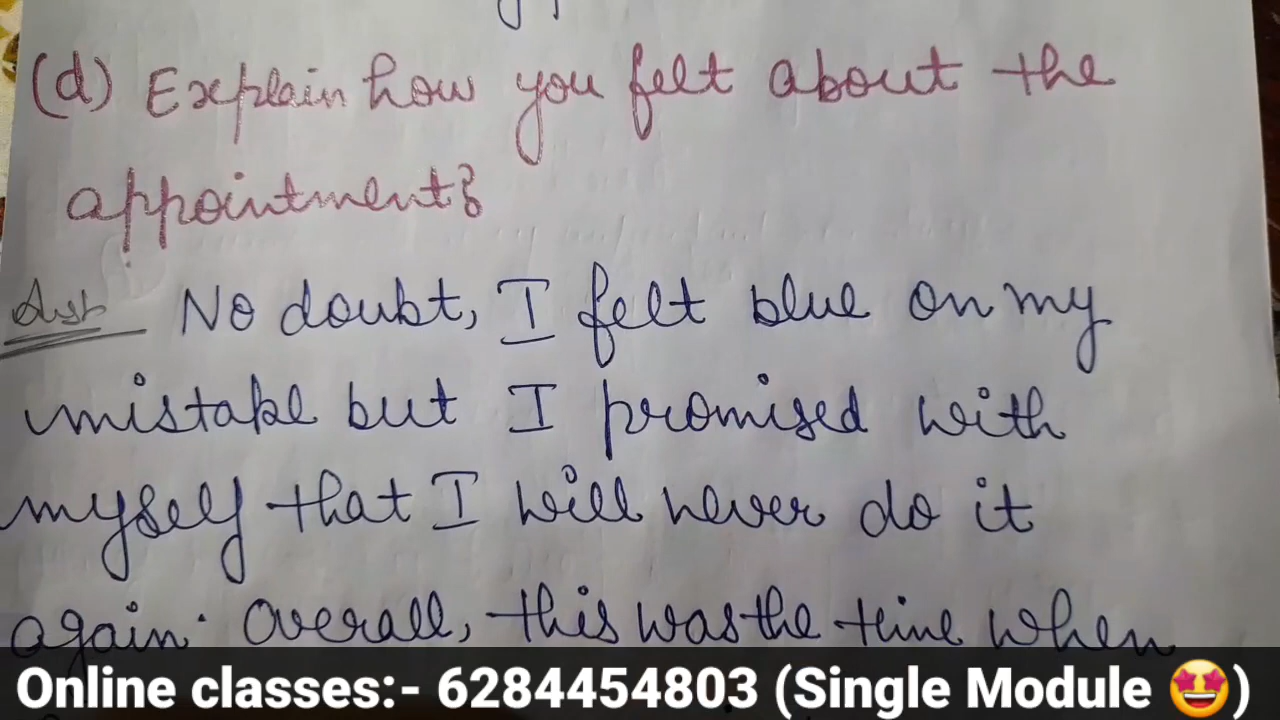 (d) Explain how you felt about the
appointment?
Ans No doubt, I felt blue on my
mistake but I promised with
myself that I will never do it
again. Overall, this was the time when
Online classes:- 6284454803 (Single Module 🤩)